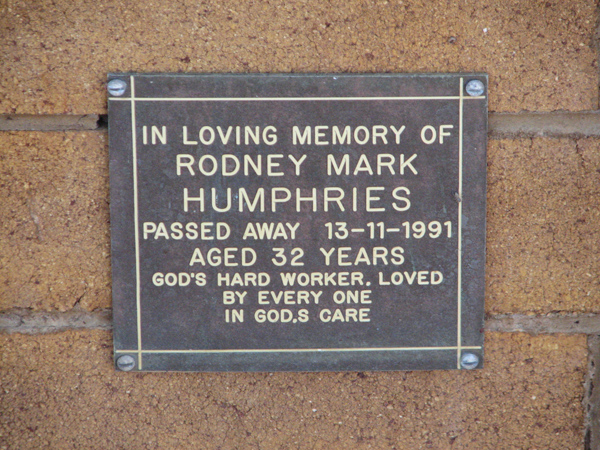 IN LOVING MEMORY OF
RODNEY MARK
HUMPHRIES
PASSED AWAY 13-11-1991
AGED 32 YEARS
GOD'S HARD WORKER, LOVED
BY EVERY ONE
IN GOD,S CARE